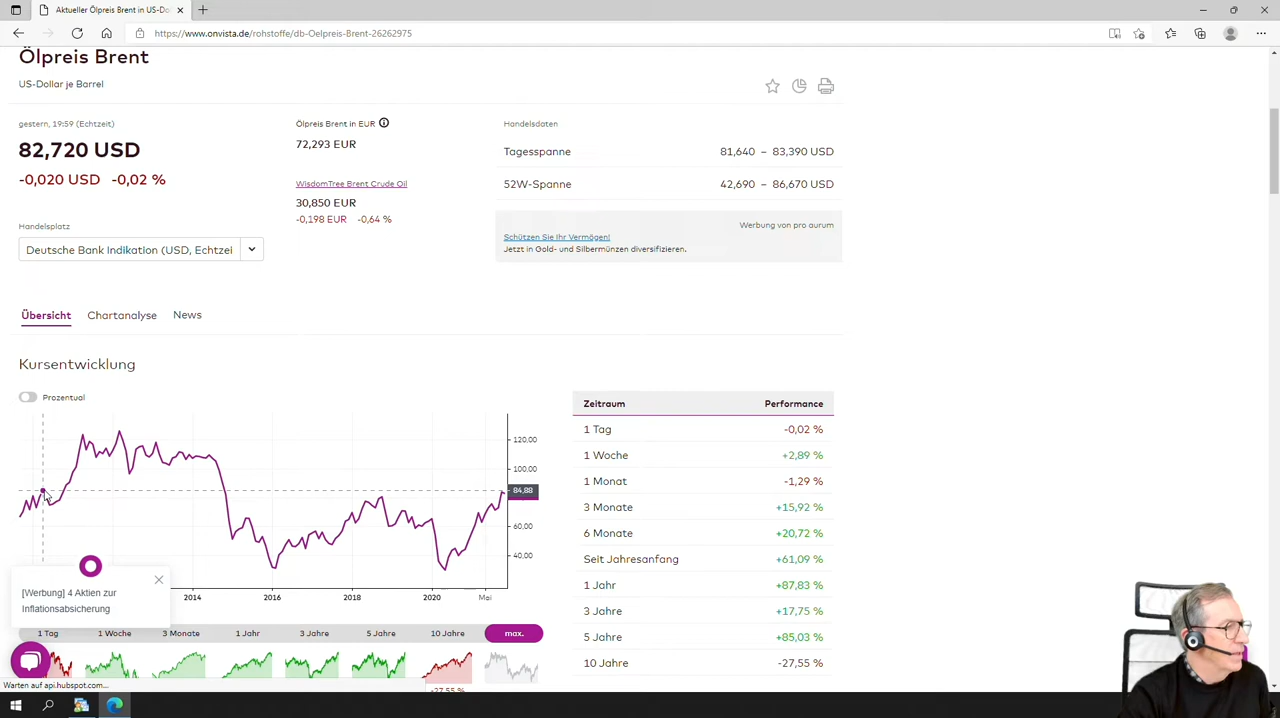 Aktueller Ölpreis Brent in US-Do
https://www.onvista.de/rohstoffe/db-Oelpreis-Brent-26262975
Ölpreis Brent
US-Dollar je Barrel
gestern, 19:59 (Echtzeit)
82,720 USD
-0,020 USD -0,02 %
Handelsplatz
Deutsche Bank Indikation (USD, Echtzei
Ölpreis Brent in EUR
72,293 EUR
WisdomTree Brent Crude Oil
30,850 EUR
-0,198 EUR -0,64 %
Handelsdaten
Tagesspanne 81,640 – 83,390 USD
52W-Spanne 42,690 – 86,670 USD
Werbung von pro aurum
Schützen Sie Ihr Vermögen!
Jetzt in Gold- und Silbermünzen diversifizieren.
Übersicht Chartanalyse News
Kursentwicklung
Prozentual
120,00
100,00
84,88
60,00
40,00
2014 2016 2018 2020 Mai
[Werbung] 4 Aktien zur
Inflationsabsicherung
1 Tag 1 Woche 3 Monate 1 Jahr 3 Jahre 5 Jahre 10 Jahre max.
-27,55 %
Zeitraum Performance
1 Tag -0,02 %
1 Woche +2,89 %
1 Monat -1,29 %
3 Monate +15,92 %
6 Monate +20,72 %
Seit Jahresanfang +61,09 %
1 Jahr +87,83 %
3 Jahre +17,75 %
5 Jahre +85,03 %
10 Jahre -27,55 %
Warten auf api.hubspot.com...